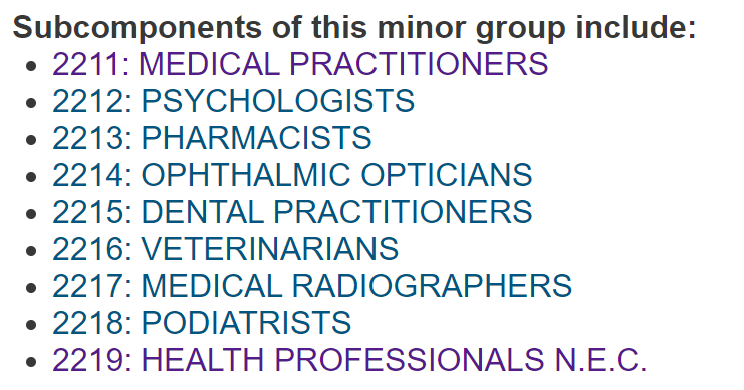 Subcomponents of this minor group include:
• 2211: MEDICAL PRACTITIONERS
• 2212: PSYCHOLOGISTS
• 2213: PHARMACISTS
• 2214: OPHTHALMIC OPTICIANS
• 2215: DENTAL PRACTITIONERS
• 2216: VETERINARIANS
• 2217: MEDICAL RADIOGRAPHERS
• 2218: PODIATRISTS
• 2219: HEALTH PROFESSIONALS N.E.C.